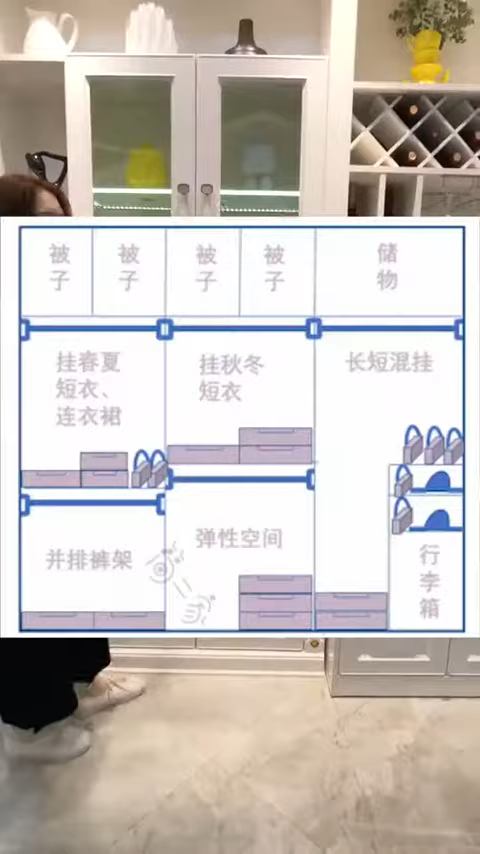 被子
被子
被子
被子
储物
挂春夏
短衣、
连衣裙
挂秋冬
短衣
长短混挂
并排裤架
弹性空间
行李箱